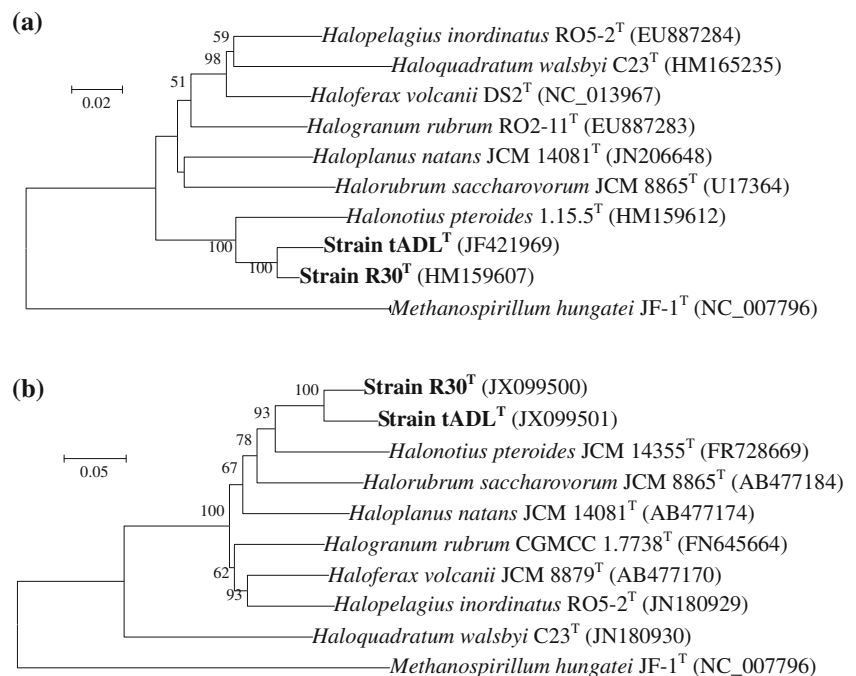 (a)
59
Halopelagius inordinatus RO5-2T (EU887284)
98
Haloquadratum walsbyi C23T (HM165235)
51
Haloferax volcanii DS2T (NC_013967)
0.02
Halogranum rubrum RO2-11T (EU887283)
Haloplanus natans JCM 14081T (JN206648)
Halorubrum saccharovorum JCM 8865T (U17364)
Halonotius pteroides 1.15.5T (HM159612)
100
Strain tADLT (JF421969)
100
Strain R30T (HM159607)
Methanospirillum hungatei JF-1T (NC_007796)
(b)
100
Strain R30T (JX099500)
93
Strain tADLT (JX099501)
78
Halonotius pteroides JCM 14355T (FR728669)
0.05
67
Halorubrum saccharovorum JCM 8865T (AB477184)
100
Haloplanus natans JCM 14081T (AB477174)
Halogranum rubrum CGMCC 1.7738T (FN645664)
62
Haloferax volcanii JCM 8879T (AB477170)
93
Halopelagius inordinatus RO5-2T (JN180929)
Haloquadratum walsbyi C23T (JN180930)
Methanospirillum hungatei JF-1T (NC_007796)